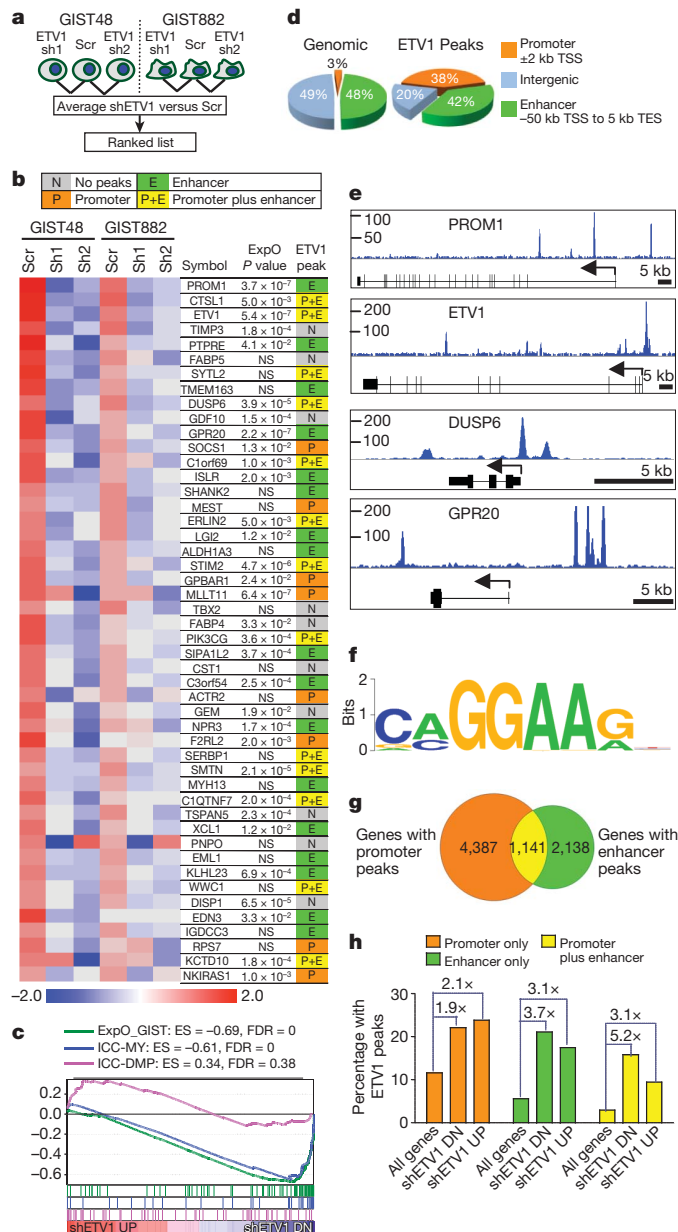 a
GIST48 GIST882
ETV1 sh1 Scr ETV1 sh2 ETV1 sh1 Scr ETV1 sh2
Average shETV1 versus Scr
Ranked list
d
Genomic ETV1 Peaks
3% 49% 48%
38% 20% 42%
Promoter
±2 kb TSS
Intergenic
Enhancer
–50 kb TSS to 5 kb TES
b
N No peaks E Enhancer
P Promoter P+E Promoter plus enhancer
GIST48 GIST882
Scr Sh1 Sh2 Scr Sh1 Sh2
Symbol ExpO P value ETV1 peak
PROM1 3.7 × 10⁻⁷ E
CTSL1 5.0 × 10⁻³ P+E
ETV1 5.4 × 10⁻⁷ P+E
TIMP3 1.8 × 10⁻⁴ N
PTPRE 4.1 × 10⁻² E
FABP5 NS N
SYTL2 NS P+E
TMEM163 NS E
DUSP6 3.9 × 10⁻⁵ P+E
GDF10 1.5 × 10⁻⁴ N
GPR20 2.2 × 10⁻⁷ E
SOCS1 1.3 × 10⁻² P
C1orf69 1.0 × 10⁻³ P+E
ISLR 2.0 × 10⁻³ E
SHANK2 NS E
MEST NS P
ERLIN2 5.0 × 10⁻³ P+E
LGI2 1.2 × 10⁻² E
ALDH1A3 NS E
STIM2 4.7 × 10⁻⁶ P+E
GPBAR1 2.4 × 10⁻² P
MLLT11 6.4 × 10⁻⁷ P
TBX2 NS N
FABP4 3.3 × 10⁻² N
PIK3CG 3.6 × 10⁻⁴ P+E
SIPA1L2 3.7 × 10⁻⁴ E
CST1 NS N
C3orf54 2.5 × 10⁻⁴ E
ACTR2 NS P
GEM 1.9 × 10⁻² N
NPR3 1.7 × 10⁻⁴ E
F2RL2 2.0 × 10⁻³ P
SERBP1 NS P+E
SMTN 2.1 × 10⁻⁵ P+E
MYH13 NS E
C1QTNF7 2.0 × 10⁻⁴ P+E
TSPAN5 2.3 × 10⁻⁴ N
XCL1 1.2 × 10⁻² E
PNPO NS N
EML1 NS E
KLHL23 6.9 × 10⁻⁴ E
WWC1 NS P+E
DISP1 6.5 × 10⁻⁵ N
EDN3 3.3 × 10⁻² E
IGDCC3 NS E
RPS7 NS P
KCTD10 1.8 × 10⁻⁴ P+E
NKIRAS1 1.0 × 10⁻³ P
–2.0 2.0
c
ExpO_GIST: ES = –0.69, FDR = 0
ICC-MY: ES = –0.61, FDR = 0
ICC-DMP: ES = 0.34, FDR = 0.38
0.2
0.0
–0.2
–0.4
–0.6
shETV1 UP shETV1 DN
e
100
50
PROM1
5 kb
200
100
ETV1
5 kb
200
100
DUSP6
5 kb
200
100
GPR20
5 kb
f
Bits
2
1
0
CAGGAAG
C A
g
Genes with promoter peaks
4,387 1,141 2,138
Genes with enhancer peaks
h
Promoter only
Enhancer only
Promoter plus enhancer
Percentage with ETV1 peaks
30
20
10
0
2.1×
1.9×
3.1×
3.7×
3.1×
5.2×
All genes shETV1 DN shETV1 UP
All genes shETV1 DN shETV1 UP
All genes shETV1 DN shETV1 UP